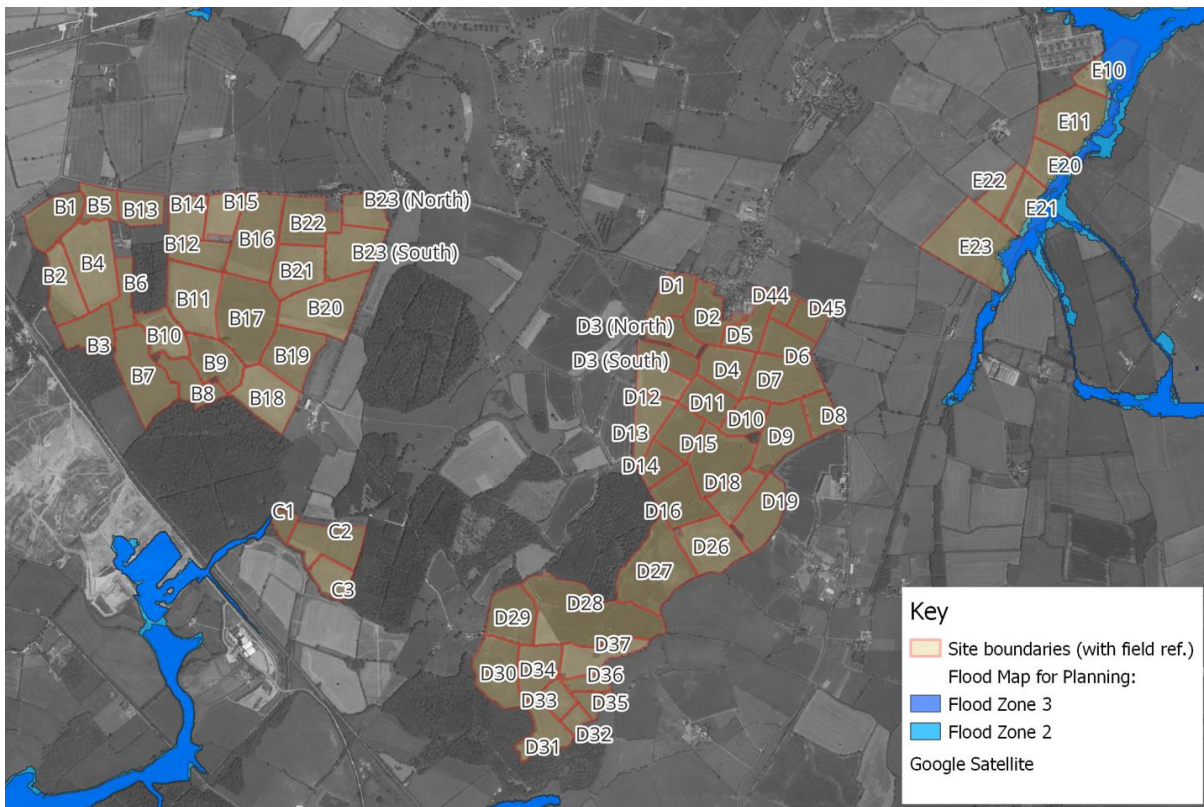 E10
E11
E20
E22
E21
E23
B1
B5
B13
B14
B15
B23 (North)
B22
B16
B12
B23 (South)
B2
B4
B6
B21
B11
B20
B17
B3
B10
B9
B19
B7
B8
B18
D1
D44
D45
D2
D3 (North)
D5
D3 (South)
D4
D6
D7
D12
D11
D10
D8
D13
D15
D9
D14
D18
D19
D16
D26
D27
C1
C2
C3
D28
D29
D37
D30
D34
D36
D33
D35
D32
D31
Key
Site boundaries (with field ref.)
Flood Map for Planning:
Flood Zone 3
Flood Zone 2
Google Satellite